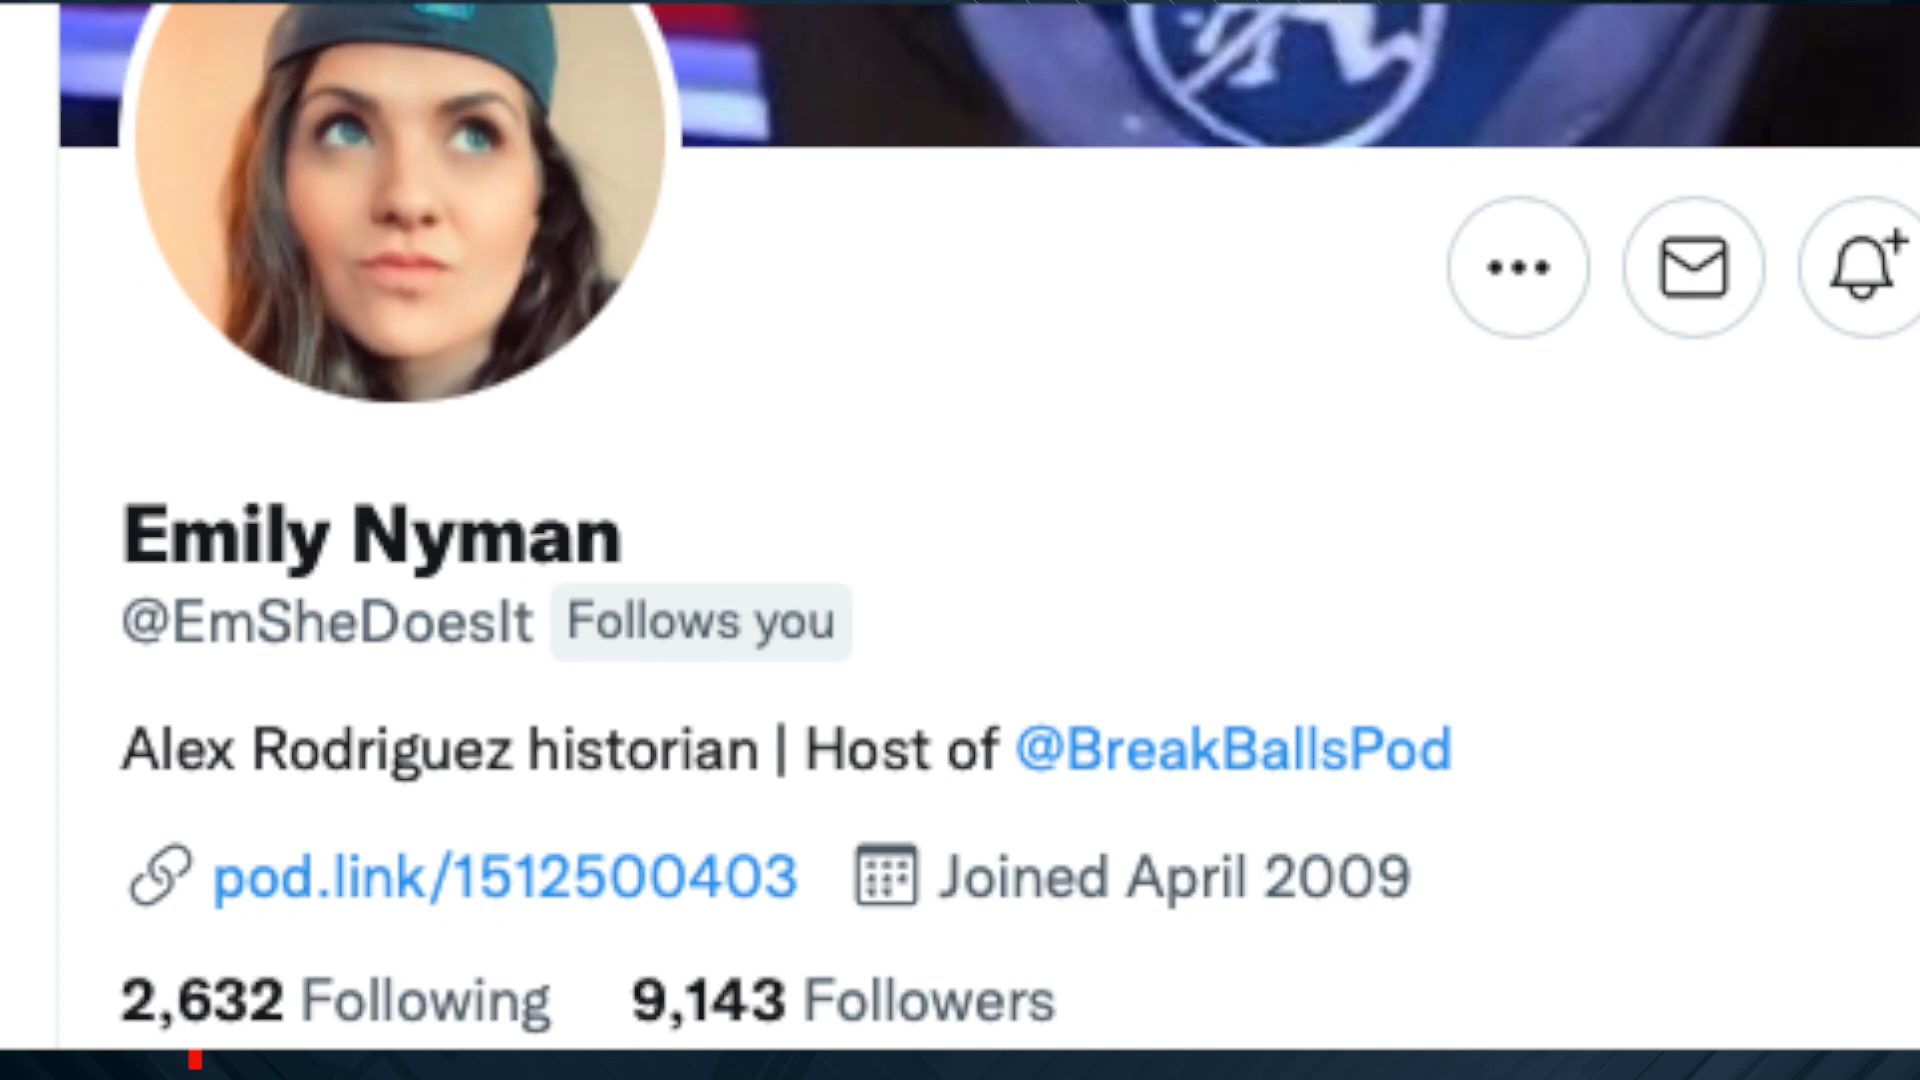 Emily Nyman
@EmSheDoesIt Follows you
Alex Rodriguez historian | Host of @BreakBallsPod
pod.link/1512500403 Joined April 2009
2,632 Following 9,143 Followers